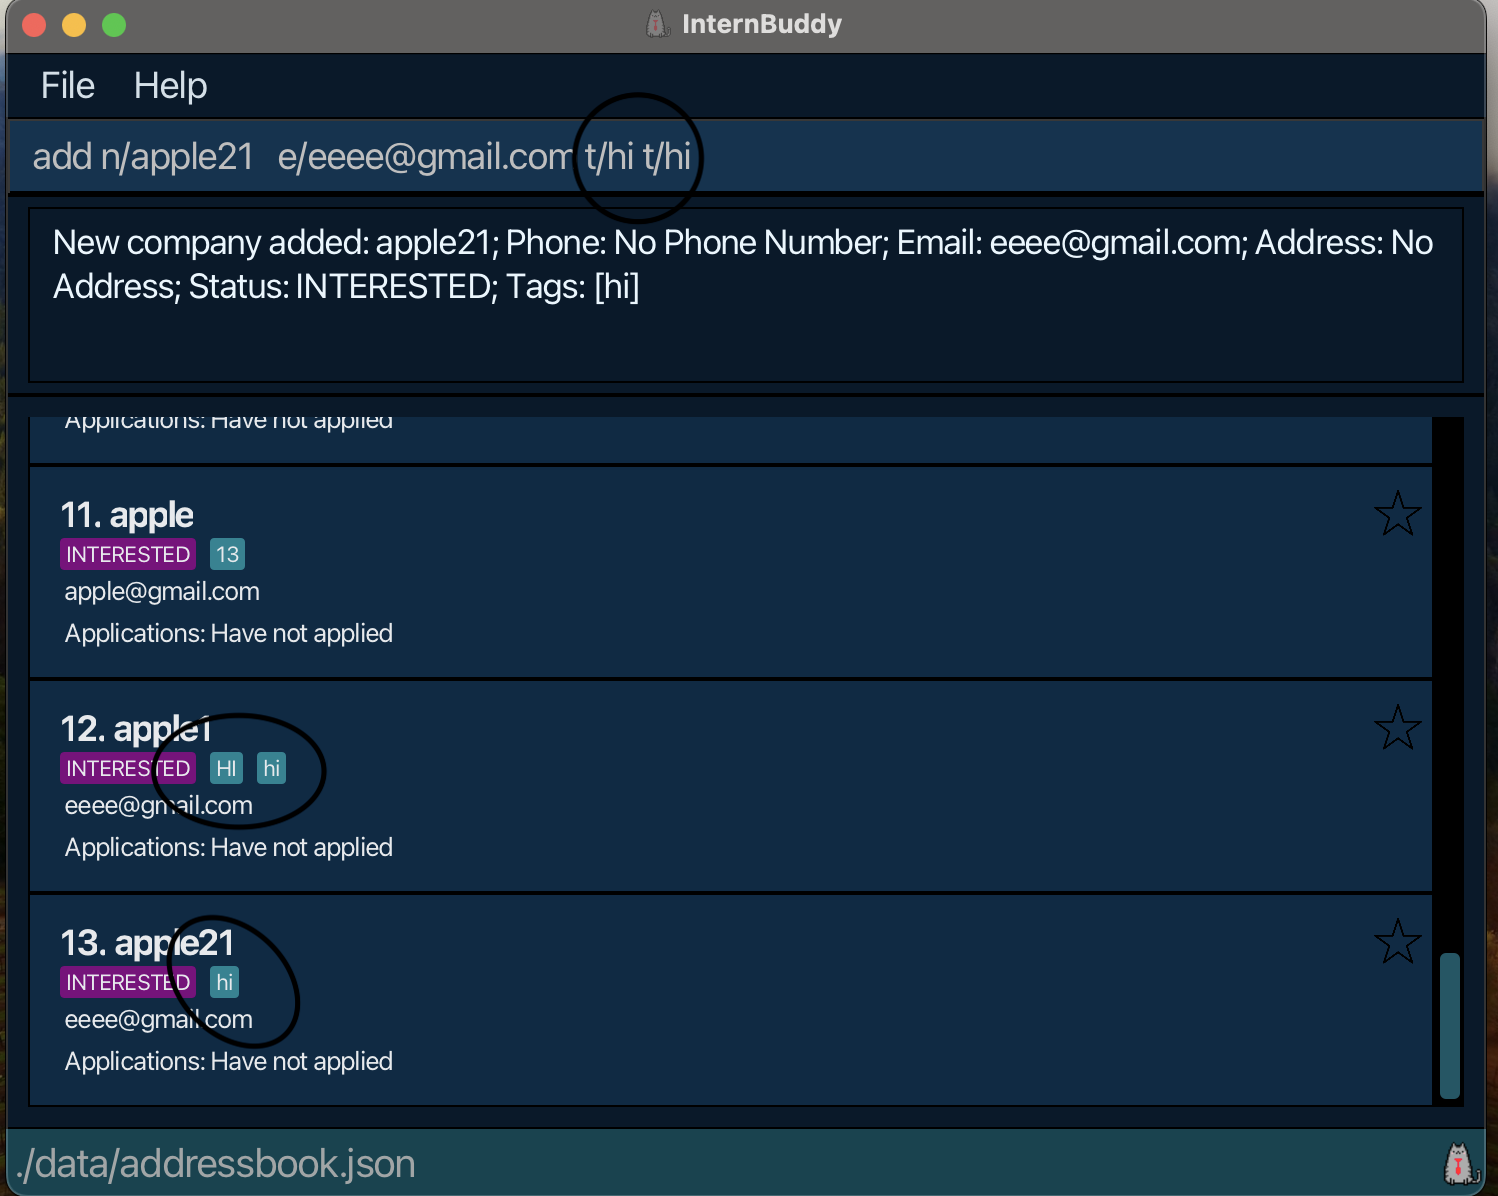 InternBuddy
File Help
add n/apple21 e/eeee@gmail.com t/hi t/hi
New company added: apple21; Phone: No Phone Number; Email: eeee@gmail.com; Address: No
Address; Status: INTERESTED; Tags: [hi]
Applications: Have not applied
11. apple
INTERESTED 13
apple@gmail.com
Applications: Have not applied
12. apple1
INTERESTED HI hi
eeee@gmail.com
Applications: Have not applied
13. apple21
INTERESTED hi
eeee@gmail.com
Applications: Have not applied
./data/addressbook.json